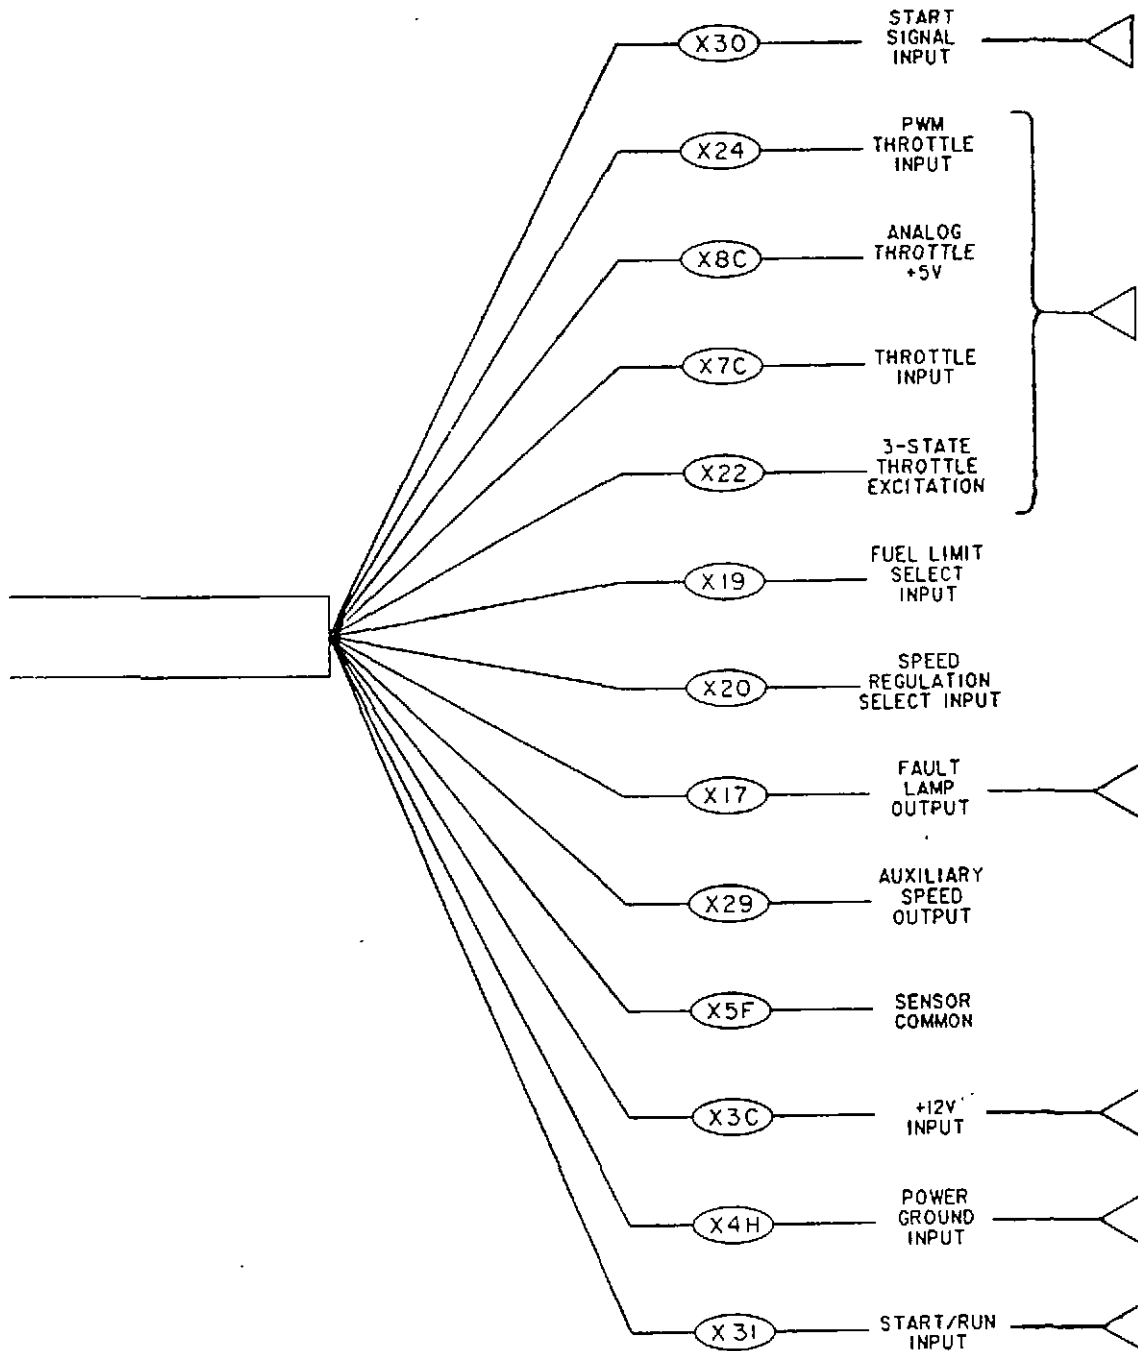 X30
START
SIGNAL
INPUT
X24
PWM
THROTTLE
INPUT
X8C
ANALOG
THROTTLE
+5V
X7C
THROTTLE
INPUT
X22
3-STATE
THROTTLE
EXCITATION
X19
FUEL LIMIT
SELECT
INPUT
X20
SPEED
REGULATION
SELECT INPUT
X17
FAULT
LAMP
OUTPUT
X29
AUXILIARY
SPEED
OUTPUT
X5F
SENSOR
COMMON
X3C
+12V
INPUT
X4H
POWER
GROUND
INPUT
X31
START/RUN
INPUT